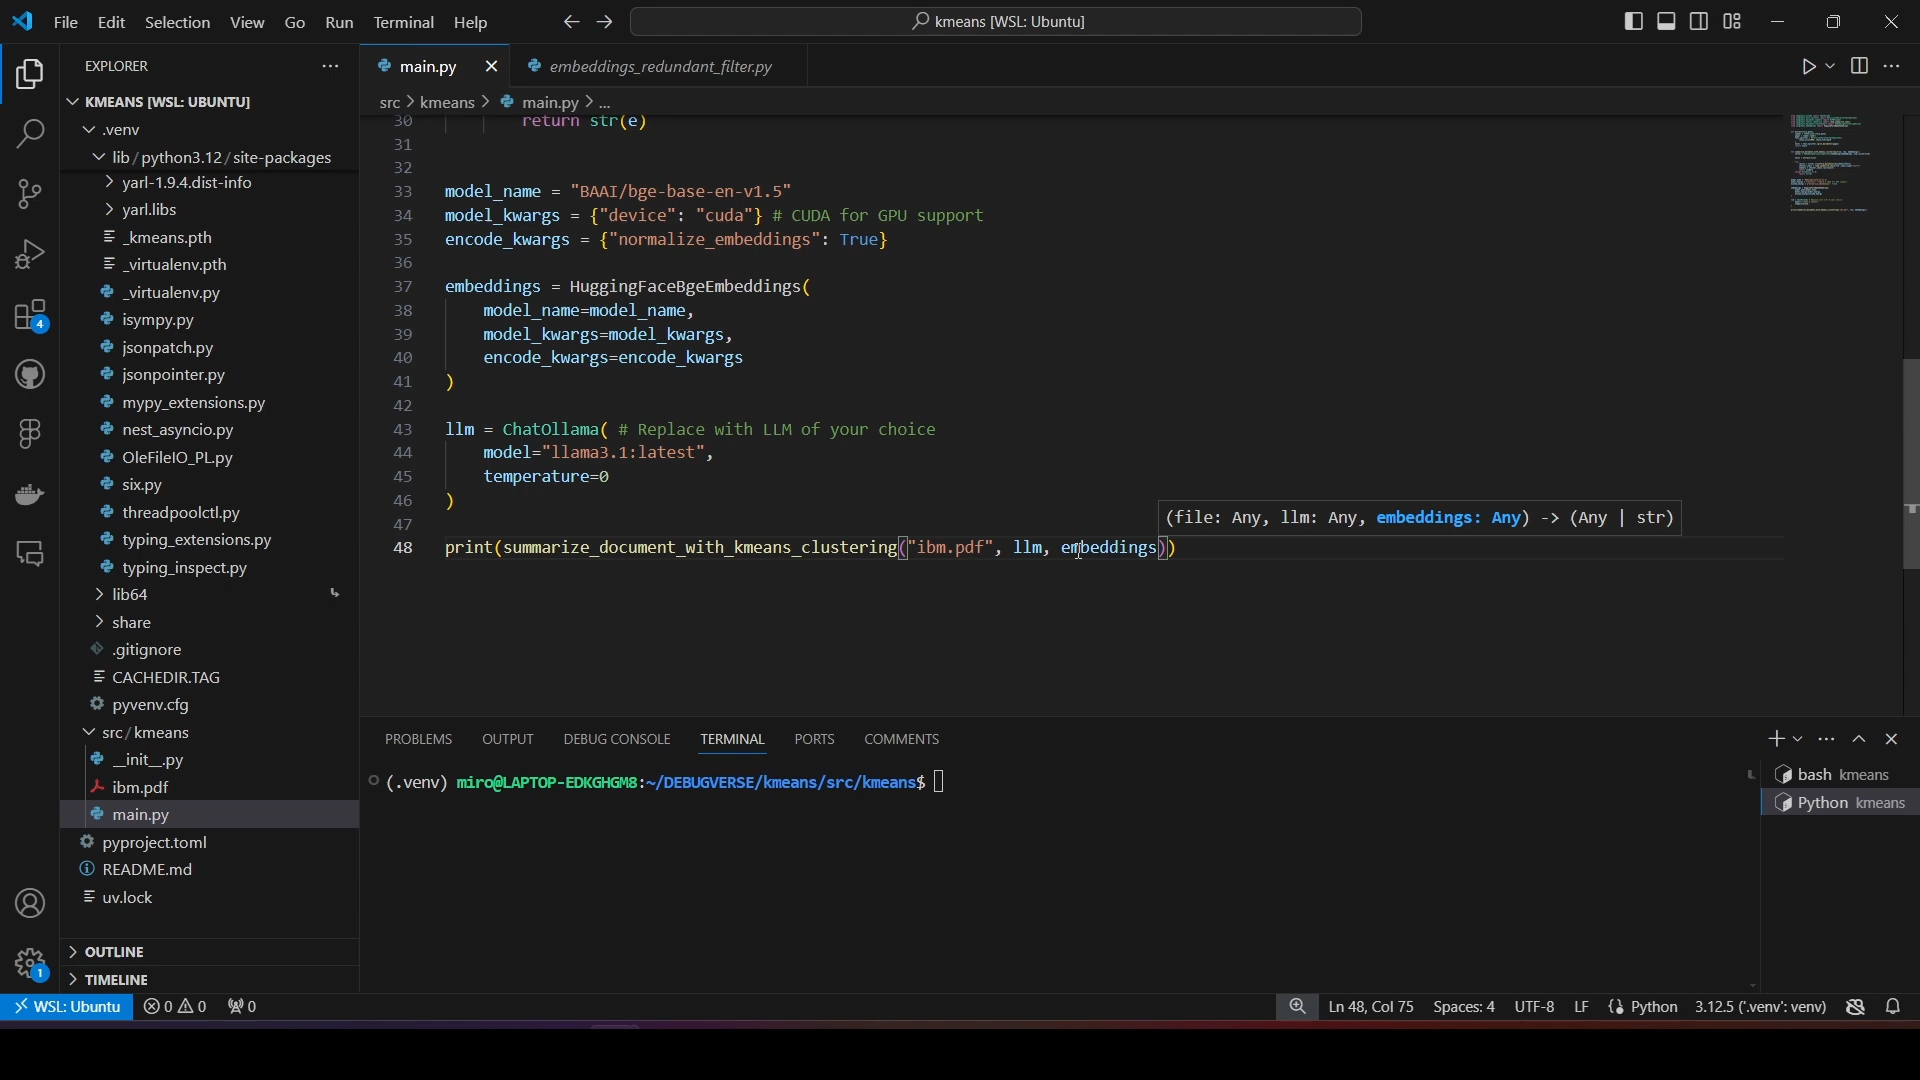 File Edit Selection View Go Run Terminal Help
kmeans [WSL: Ubuntu]
EXPLORER
KMEANS [WSL: UBUNTU]
.venv
lib / python3.12 / site-packages
yarl-1.9.4.dist-info
yarl.libs
_kmeans.pth
_virtualenv.pth
_virtualenv.py
isympy.py
jsonpatch.py
jsonpointer.py
mypy_extensions.py
nest_asyncio.py
OleFileIO_PL.py
six.py
threadpoolctl.py
typing_extensions.py
typing_inspect.py
lib64
share
.gitignore
CACHEDIR.TAG
pyvenv.cfg
src / kmeans
__init__.py
ibm.pdf
main.py
pyproject.toml
README.md
uv.lock
OUTLINE
TIMELINE
4
1
main.py
embeddings_redundant_filter.py
src > kmeans > main.py > ...
30 return str(e)
31
32
33 model_name = "BAAI/bge-base-en-v1.5"
34 model_kwargs = {"device": "cuda"} # CUDA for GPU support
35 encode_kwargs = {"normalize_embeddings": True}
36
37 embeddings = HuggingFaceBgeEmbeddings(
38 model_name=model_name,
39 model_kwargs=model_kwargs,
40 encode_kwargs=encode_kwargs
41 )
42
43 llm = ChatOllama( # Replace with LLM of your choice
44 model="llama3.1:latest",
45 temperature=0
46 )
47
(file: Any, llm: Any, embeddings: Any) -> (Any | str)
48 print(summarize_document_with_kmeans_clustering("ibm.pdf", llm, embeddings))
PROBLEMS OUTPUT DEBUG CONSOLE TERMINAL PORTS COMMENTS
(.venv) miro@LAPTOP-EDKGHGM8:~/DEBUGVERSE/kmeans/src/kmeans$
bash kmeans
Python kmeans
WSL: Ubuntu 0 0 0
Ln 48, Col 75 Spaces: 4 UTF-8 LF Python 3.12.5 ('.venv': venv)